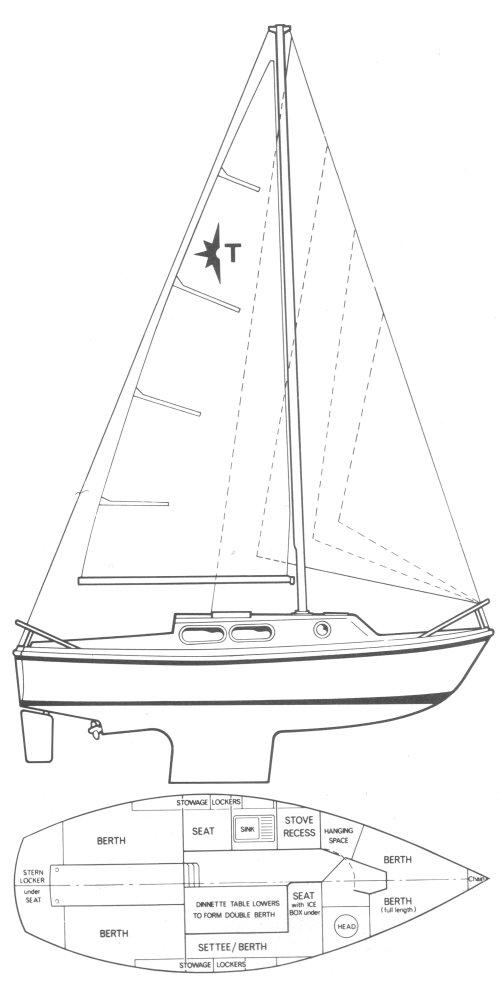 T
STOWAGE LOCKERS
BERTH
SEAT
SINK
STOVE
RECESS
HANGING
SPACE
BERTH
STERN
LOCKER
under
SEAT
Chain
DINNETTE TABLE LOWERS
TO FORM DOUBLE BERTH
SEAT
with ICE
BOX under
BERTH
(full length)
HEAD
BERTH
SETTEE/BERTH
STOWAGE LOCKERS